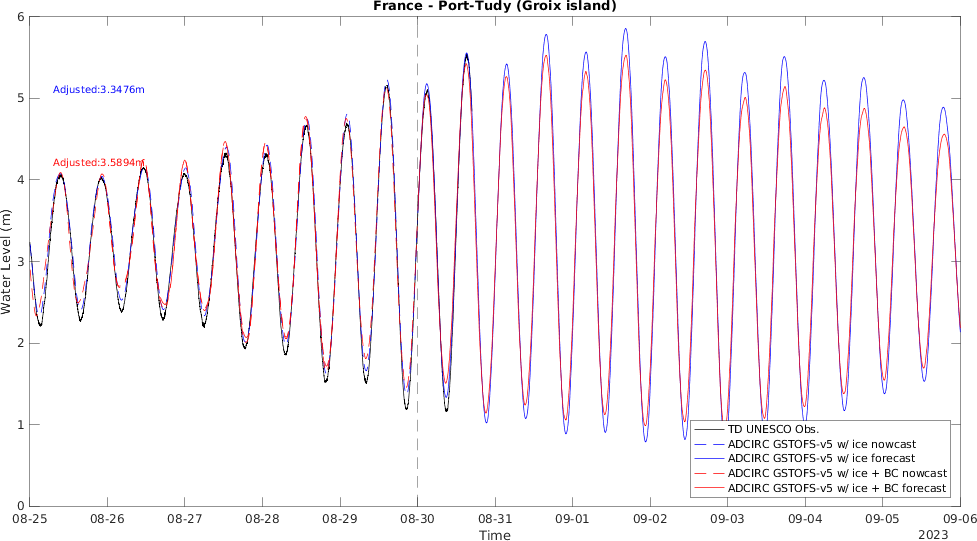 France - Port-Tudy (Groix island)
6
5
4
3
2
1
0
Water Level (m)
Adjusted:3.3476m
Adjusted:3.5894m
TD UNESCO Obs.
ADCIRC GSTOFS-v5 w/ ice nowcast
ADCIRC GSTOFS-v5 w/ ice forecast
ADCIRC GSTOFS-v5 w/ ice + BC nowcast
ADCIRC GSTOFS-v5 w/ ice + BC forecast
08-25 08-26 08-27 08-28 08-29 08-30 08-31 09-01 09-02 09-03 09-04 09-05 09-06
Time
2023